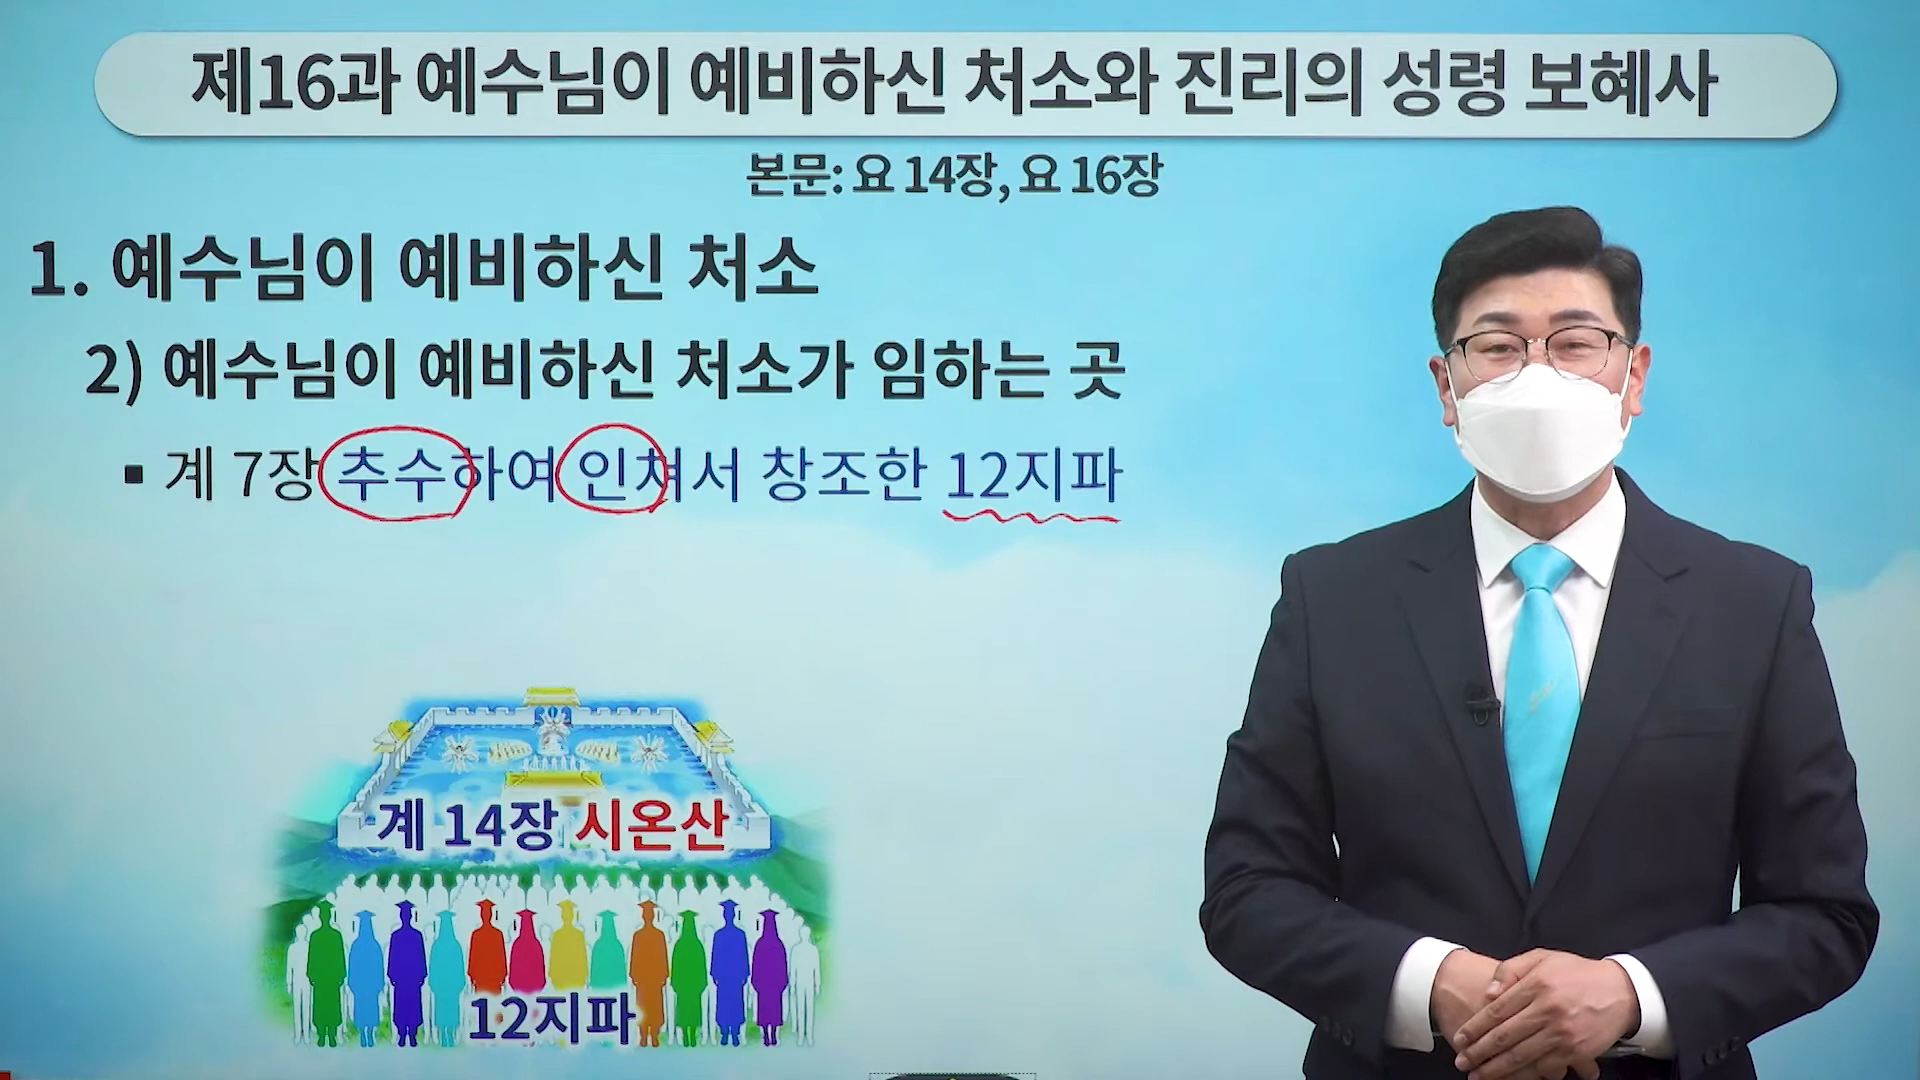 제16과 예수님이 예비하신 처소와 진리의 성령 보혜사
본문: 요 14장, 요 16장
1. 예수님이 예비하신 처소
2) 예수님이 예비하신 처소가 임하는 곳
▪ 계 7장 추수하여 인쳐서 창조한 12지파
계 14장 시온산
12지파